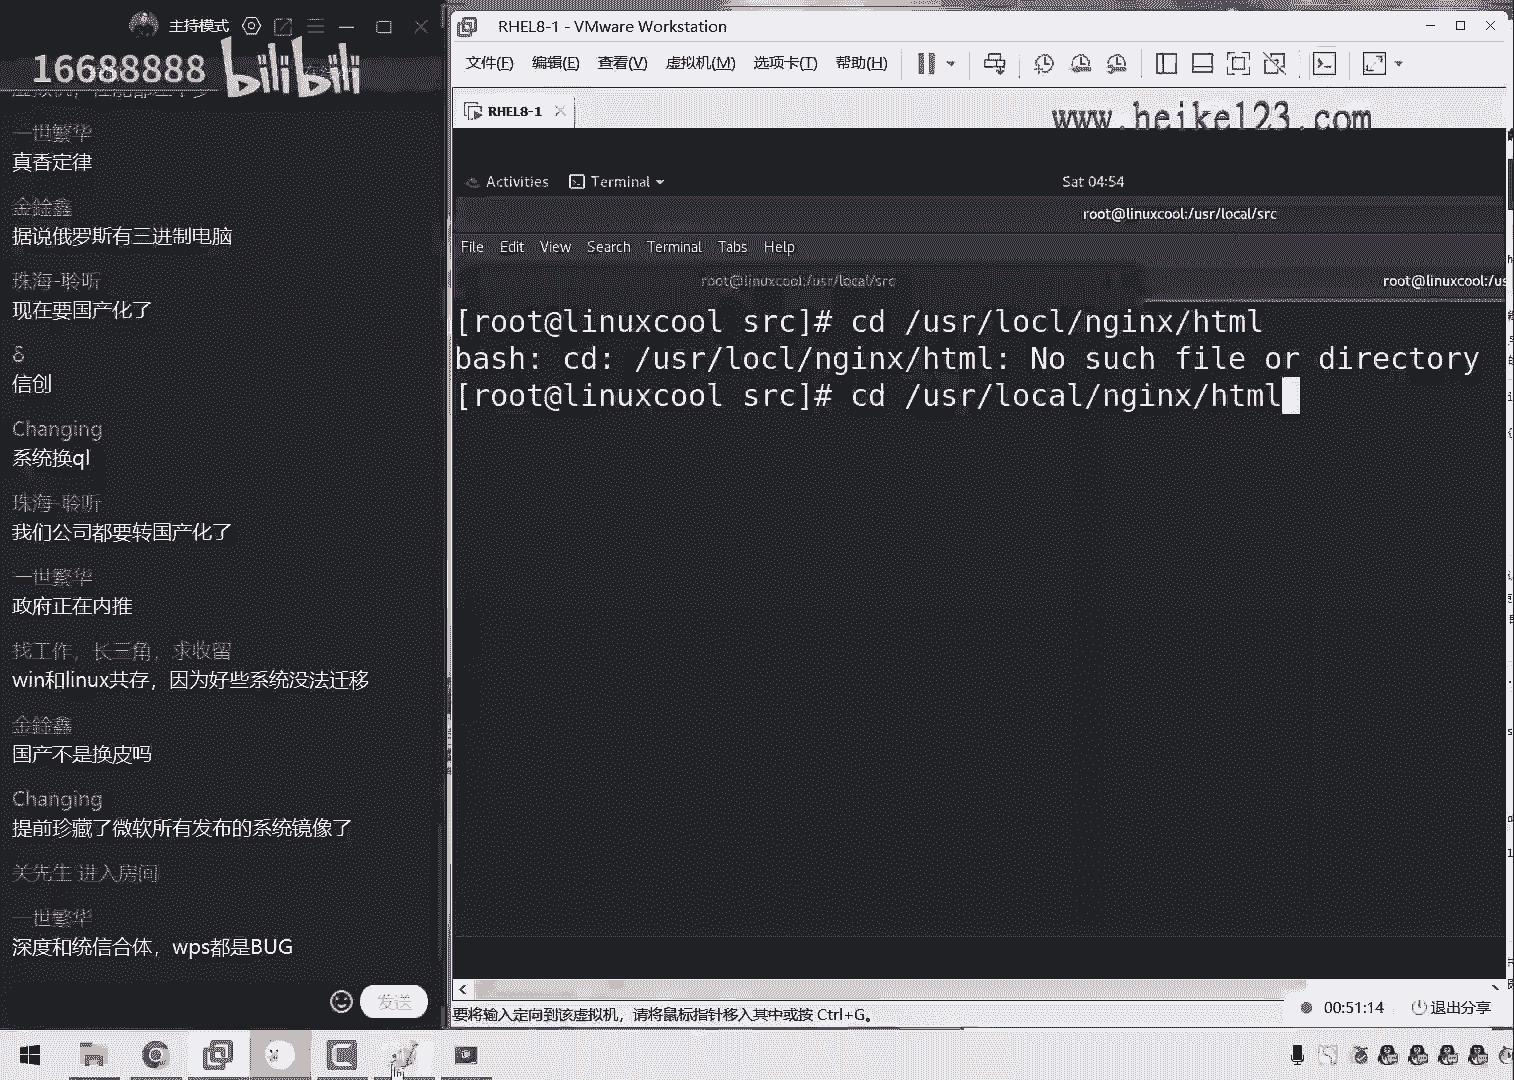 主持模式
16688888 bilibili
一世繁华
真香定律
金鍂鑫
据说俄罗斯有三进制电脑
珠海-聆听
现在要国产化了
δ
信创
Changing
系统换ql
珠海-聆听
我们公司都要转国产化了
一世繁华
政府正在内推
找工作，长三角，求收留
win和linux共存，因为好些系统没法迁移
金鍂鑫
国产不是换皮吗
Changing
提前珍藏了微软所有发布的系统镜像了
关先生 进入房间
一世繁华
深度和统信合体，wps都是BUG
发送
RHEL8-1 - VMware Workstation
文件(F) 编辑(E) 查看(V) 虚拟机(M) 选项卡(T) 帮助(H)
RHEL8-1
www.heike123.com
Activities Terminal Sat 04:54
root@linuxcool:/usr/local/src
File Edit View Search Terminal Tabs Help
root@linuxcool:/usr/local/src root@linuxcool:/us
[root@linuxcool src]# cd /usr/locl/nginx/html
bash: cd: /usr/locl/nginx/html: No such file or directory
[root@linuxcool src]# cd /usr/local/nginx/html
要将输入定向到该虚拟机，请将鼠标指针移入其中或按 Ctrl+G。
00:51:14 退出分享